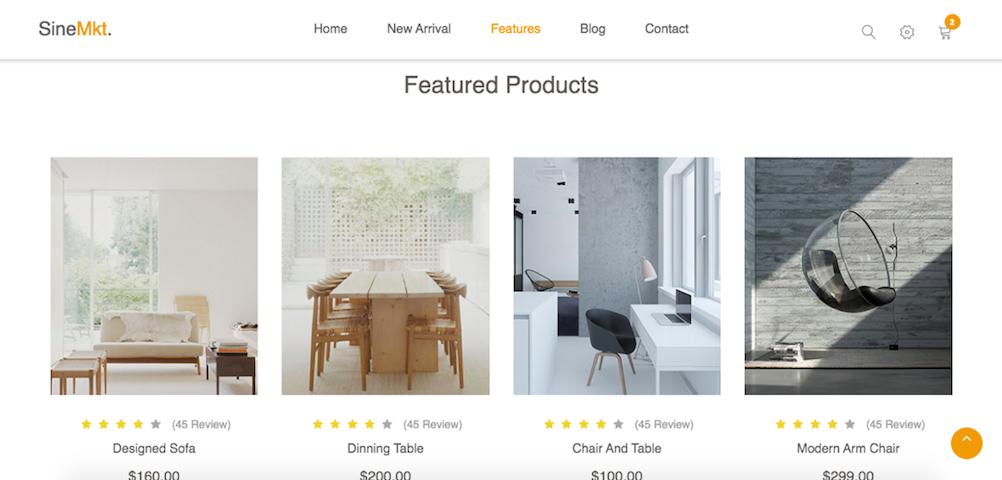 SineMkt.
Home New Arrival Features Blog Contact
2
Featured Products
(45 Review) (45 Review) (45 Review) (45 Review)
Designed Sofa Dinning Table Chair And Table Modern Arm Chair
$160.00 $200.00 $100.00 $299.00